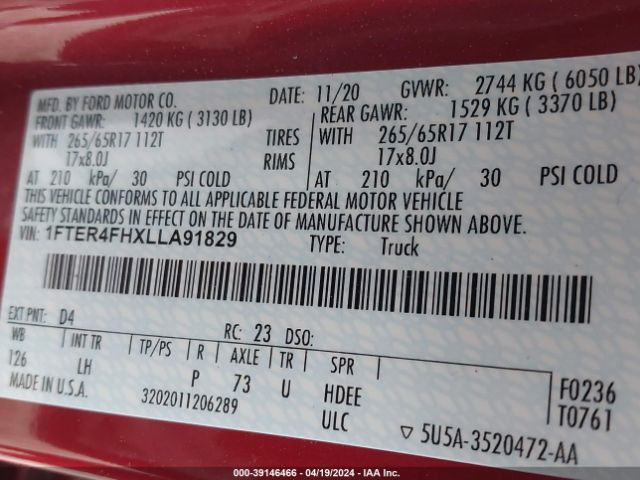 MFD. BY FORD MOTOR CO. DATE: 11/20 GVWR: 2744 KG ( 6050 LB)
FRONT GAWR: 1420 KG ( 3130 LB) REAR GAWR: 1529 KG ( 3370 LB)
WITH 265/65R17 112T TIRES WITH 265/65R17 112T
17x8.0J RIMS 17x8.0J
AT 210 kPa/ 30 PSI COLD AT 210 kPa/ 30 PSI COLD
THIS VEHICLE CONFORMS TO ALL APPLICABLE FEDERAL MOTOR VEHICLE
SAFETY STANDARDS IN EFFECT ON THE DATE OF MANUFACTURE SHOWN ABOVE.
VIN: 1FTER4FHXLLA91829 TYPE: Truck
EXT PNT: D4 RC: 23 DSO:
WB INT TR TP/PS R AXLE TR SPR
126 LH P 73 U HDEE F0236
MADE IN U.S.A. 3202011206289 ULC T0761
▽ 5U5A-3520472-AA
000-39146466 - 04/19/2024 - IAA Inc.